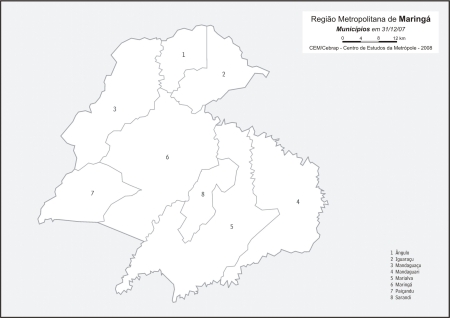 Região Metropolitana de Maringá
Municípios em 31/12/07
0 4 8 12 km
CEM/Cebrap - Centro de Estudos da Metrópole - 2008
1
2
3
6
7
8
4
5
1 Ângulo
2 Iguaraçu
3 Mandaguaçu
4 Mandaguari
5 Marialva
6 Maringá
7 Paiçandu
8 Sarandi